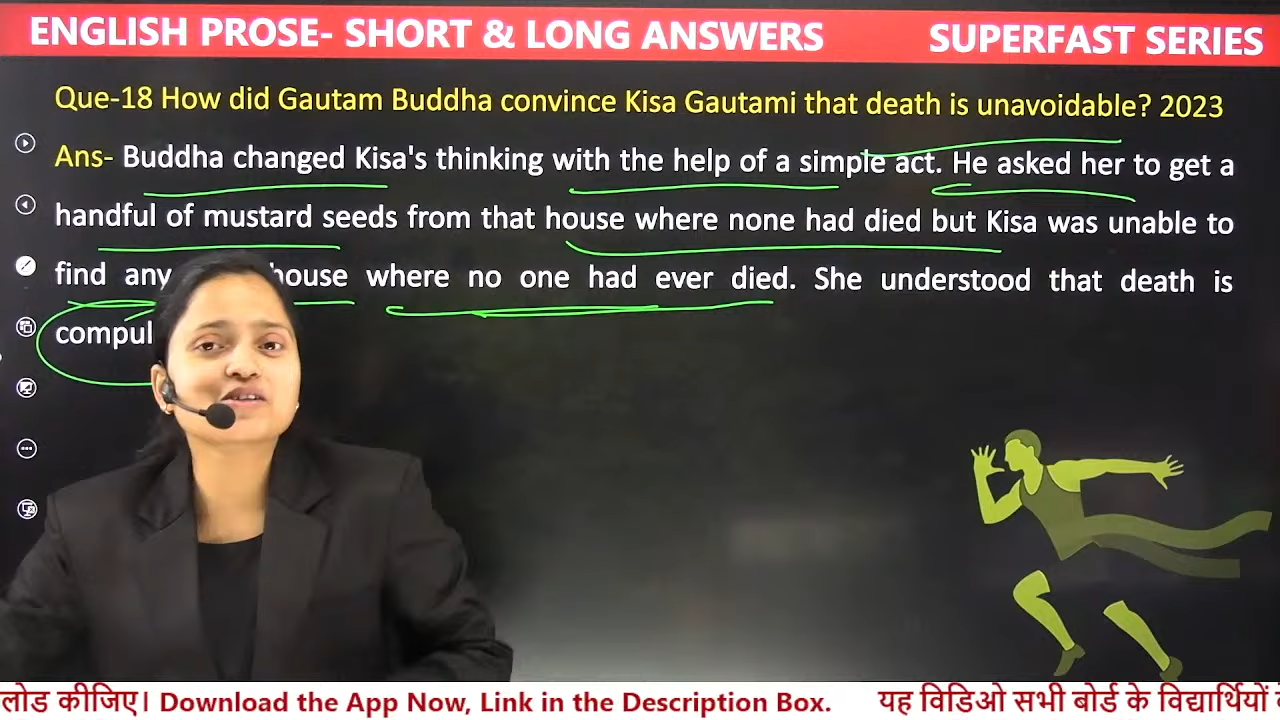 ENGLISH PROSE- SHORT & LONG ANSWERS SUPERFAST SERIES
Que-18 How did Gautam Buddha convince Kisa Gautami that death is unavoidable? 2023
Ans- Buddha changed Kisa's thinking with the help of a simple act. He asked her to get a
handful of mustard seeds from that house where none had died but Kisa was unable to
find any house where no one had ever died. She understood that death is
compul
लोड कीजिए। Download the App Now, Link in the Description Box. यह विडिओ सभी बोर्ड के विद्यार्थियों